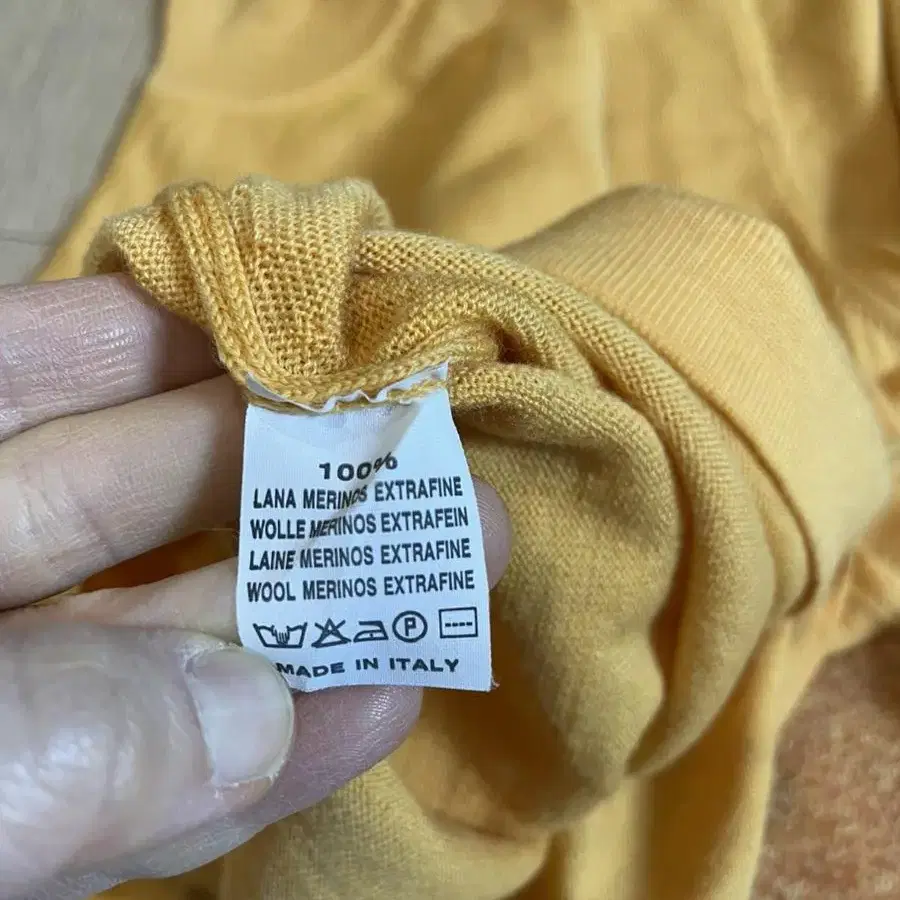 100%
LANA MERINOS EXTRAFINE
WOLLE MERINOS EXTRAFEIN
LAINE MERINOS EXTRAFINE
WOOL MERINOS EXTRAFINE
P
MADE IN ITALY